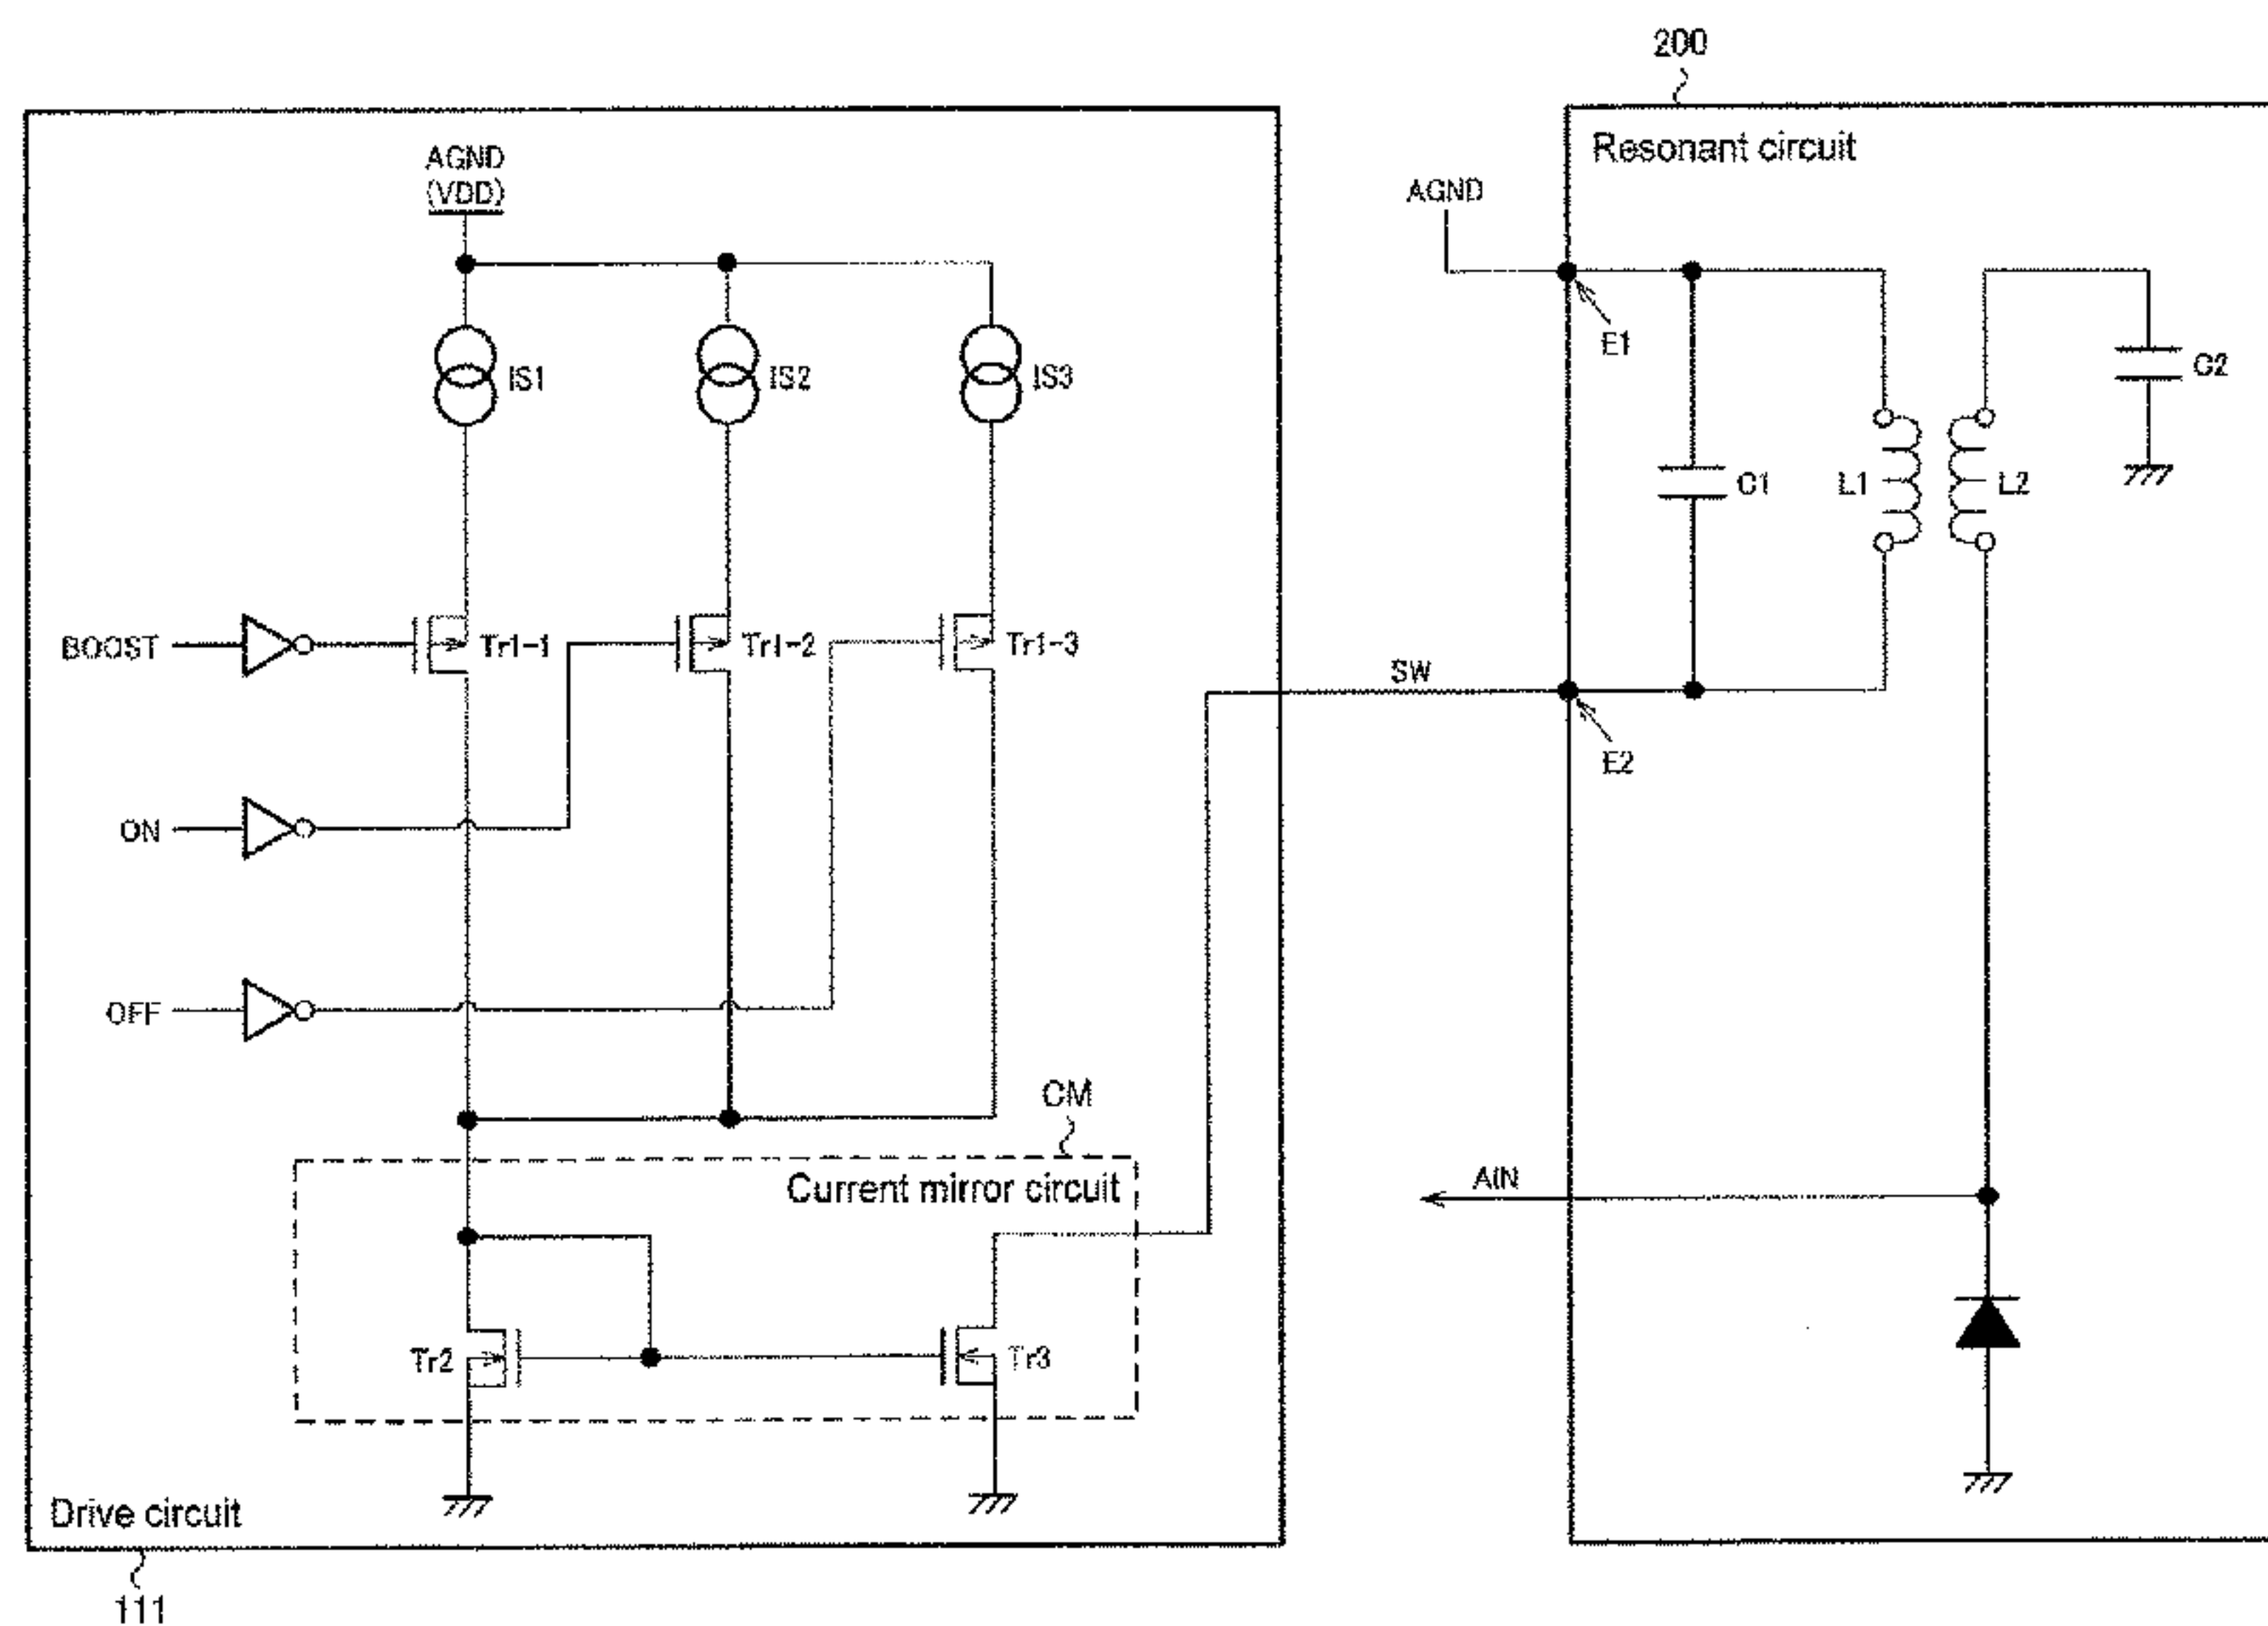 200
Resonant circuit
AGND
(VDD)
AGND
E1
IS1
IS2
IS3
C2
C1
L1
L2
BOOST
Tr1-1
Tr1-2
Tr1-3
SW
E2
ON
OFF
CM
Current mirror circuit
AIN
Tr2
Tr3
Drive circuit
111